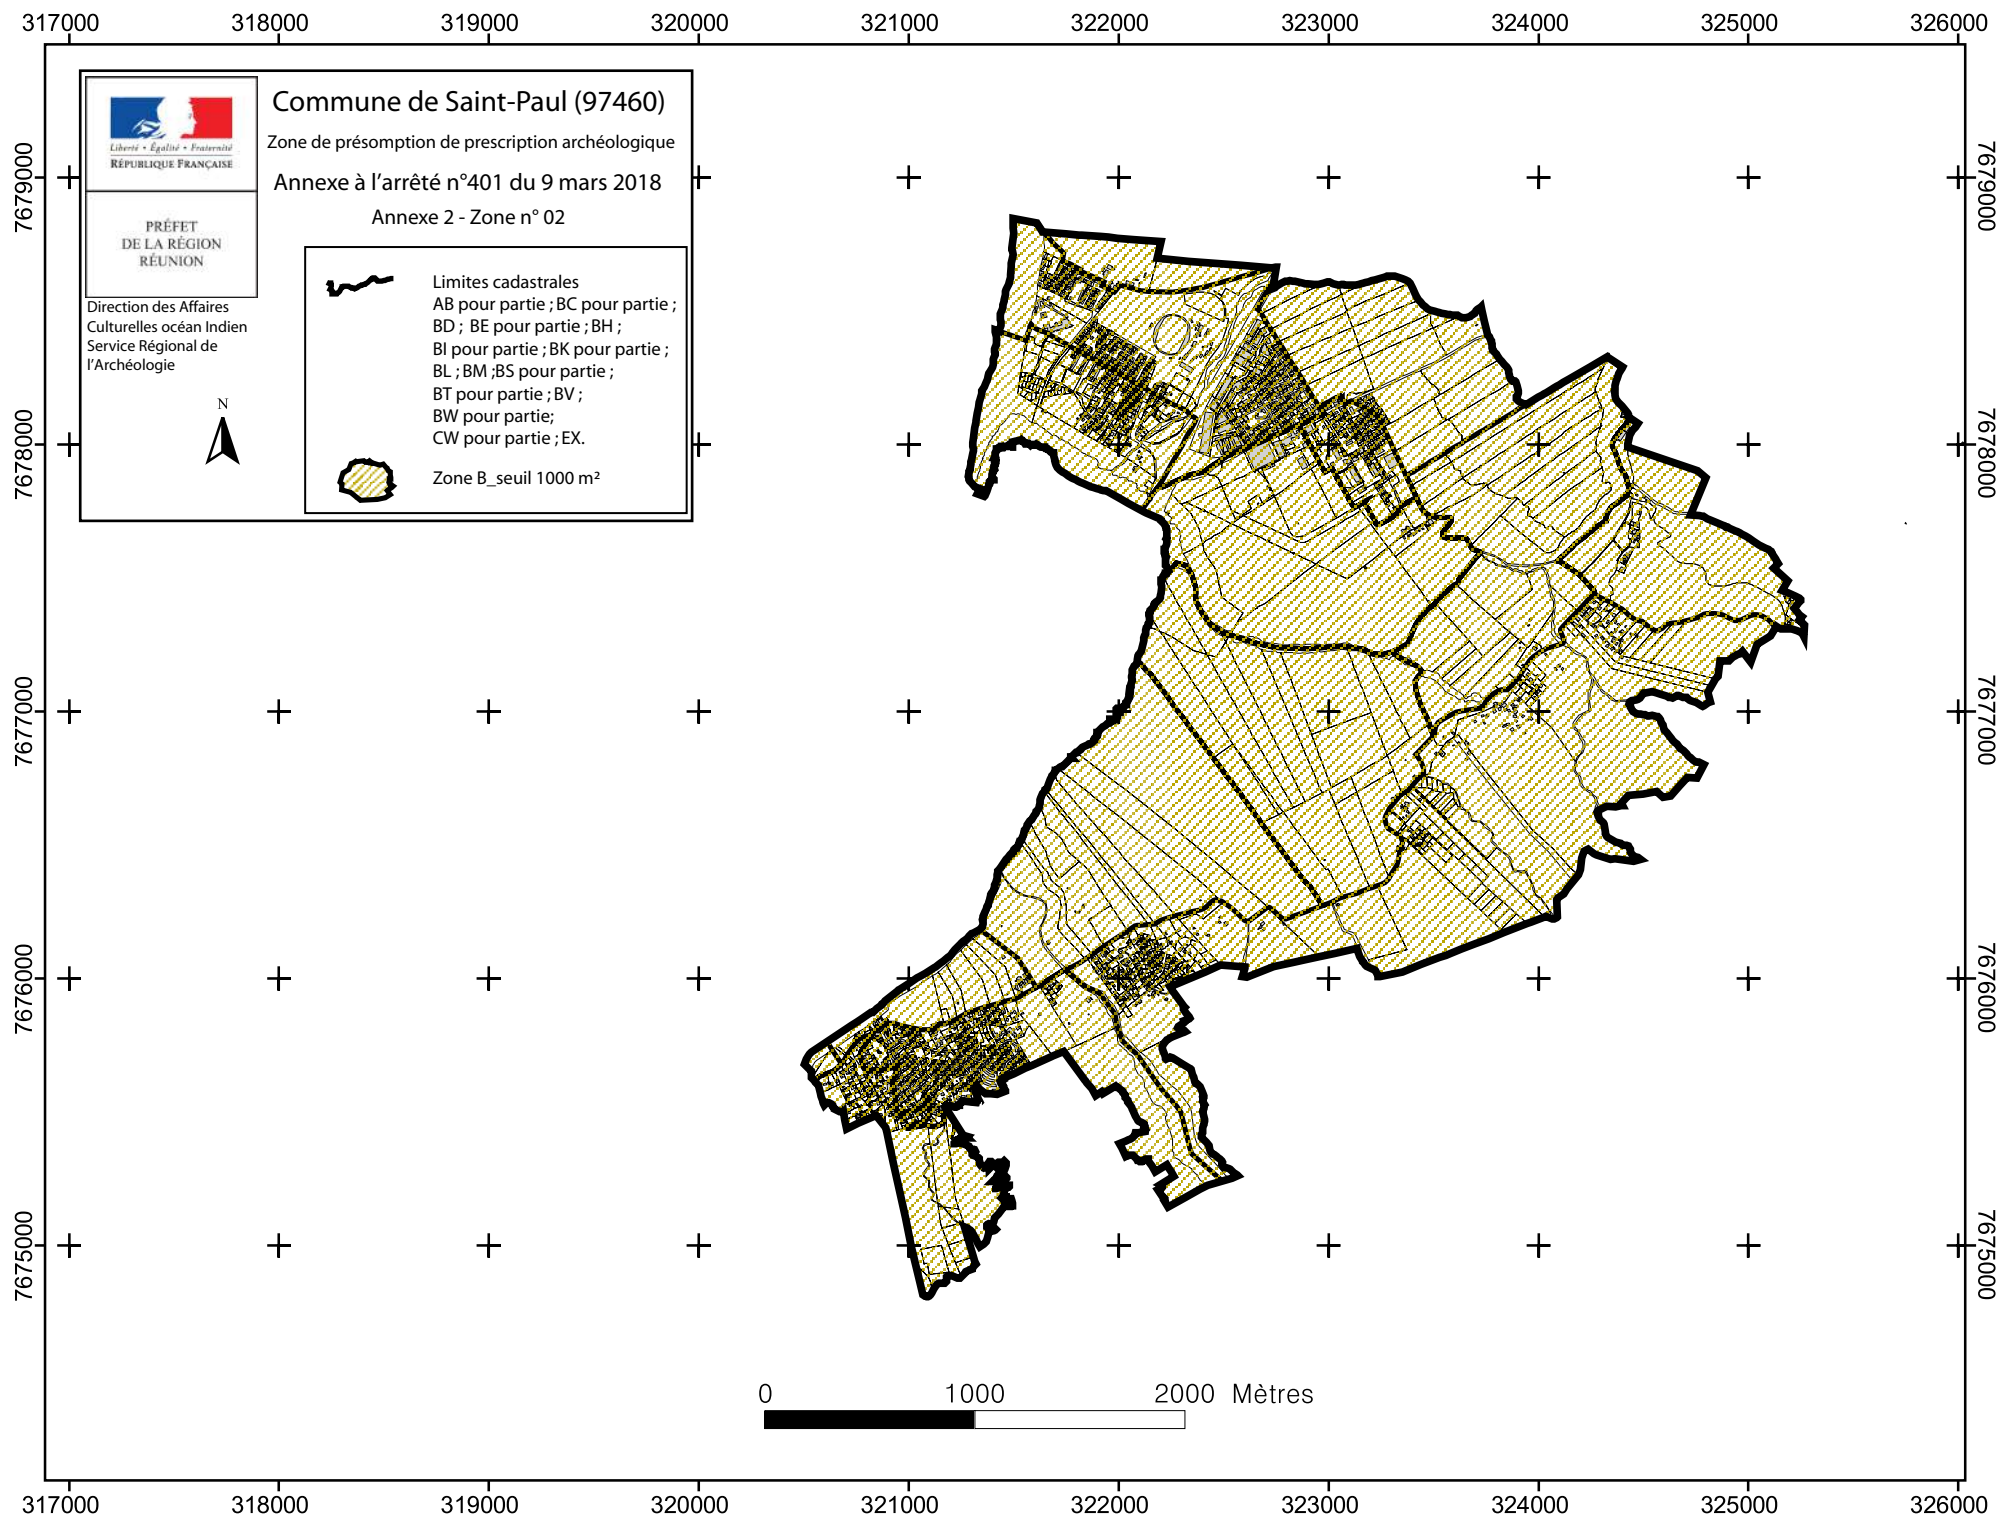 317000 318000 319000 320000 321000 322000 323000 324000 325000 326000
Liberté • Égalité • Fraternité
RÉPUBLIQUE FRANÇAISE
PRÉFET
DE LA RÉGION
RÉUNION
Direction des Affaires
Culturelles océan Indien
Service Régional de
l'Archéologie
N
Commune de Saint-Paul (97460)
Zone de présomption de prescription archéologique
Annexe à l'arrêté n°401 du 9 mars 2018
Annexe 2 - Zone n° 02
Limites cadastrales
AB pour partie ; BC pour partie ;
BD ; BE pour partie ; BH ;
BI pour partie ; BK pour partie ;
BL ; BM ;BS pour partie ;
BT pour partie ; BV ;
BW pour partie;
CW pour partie ; EX.
Zone B_seuil 1000 m²
7679000
7678000
7677000
7676000
7675000
7679000
7678000
7677000
7676000
7675000
0 1000 2000 Mètres
317000 318000 319000 320000 321000 322000 323000 324000 325000 326000